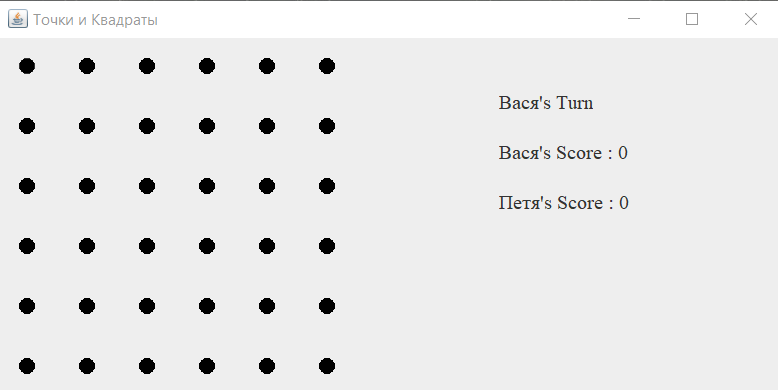 Точки и Квадраты
Вася's Turn
Вася's Score : 0
Петя's Score : 0